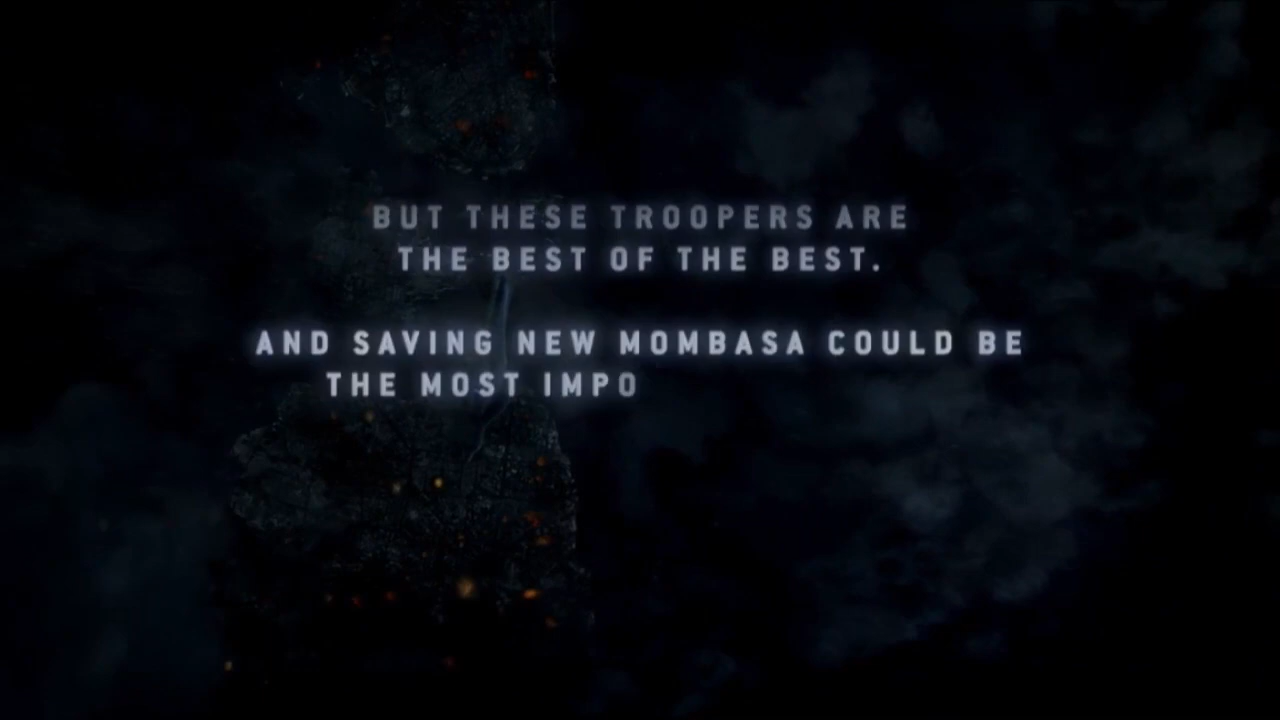 BUT THESE TROOPERS ARE
THE BEST OF THE BEST.
AND SAVING NEW MOMBASA COULD BE
THE MOST IMPO